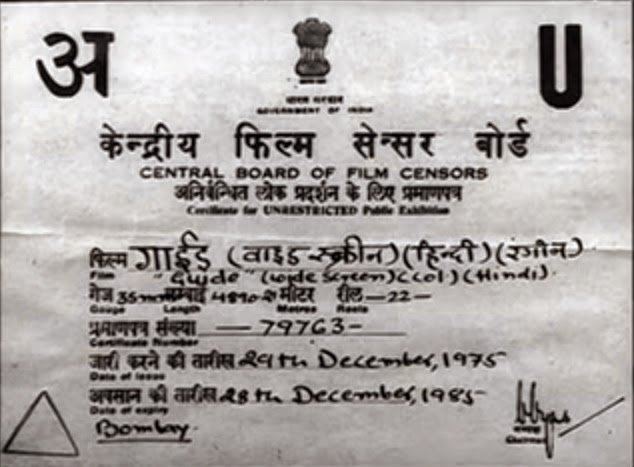 अ U
भारत सरकार
GOVERNMENT OF INDIA
केन्द्रीय फिल्म सेन्सर बोर्ड
CENTRAL BOARD OF FILM CENSORS
अनिर्बन्धित लोक प्रदर्शन के लिए प्रमाणपत्र
Certificate for UNRESTRICTED Public Exhibition
फिल्म गाईड (वाइड-स्क्रीन) (हिन्दी) (रंगीन)
Film "Guide" (Wide Screen) (Col) (Hindi).
गेज 35mm लम्बाई मीटर रील —22—
Gauge Length Metres Reels
प्रमाणपत्र संख्या —79763—
Certificate Number
जारी करने की तारीख 29th December, 1975
Date of Issue
अवसान की तारीख 28th December, 1985
Date of expiry
Bombay.
अध्यक्ष
Chairman